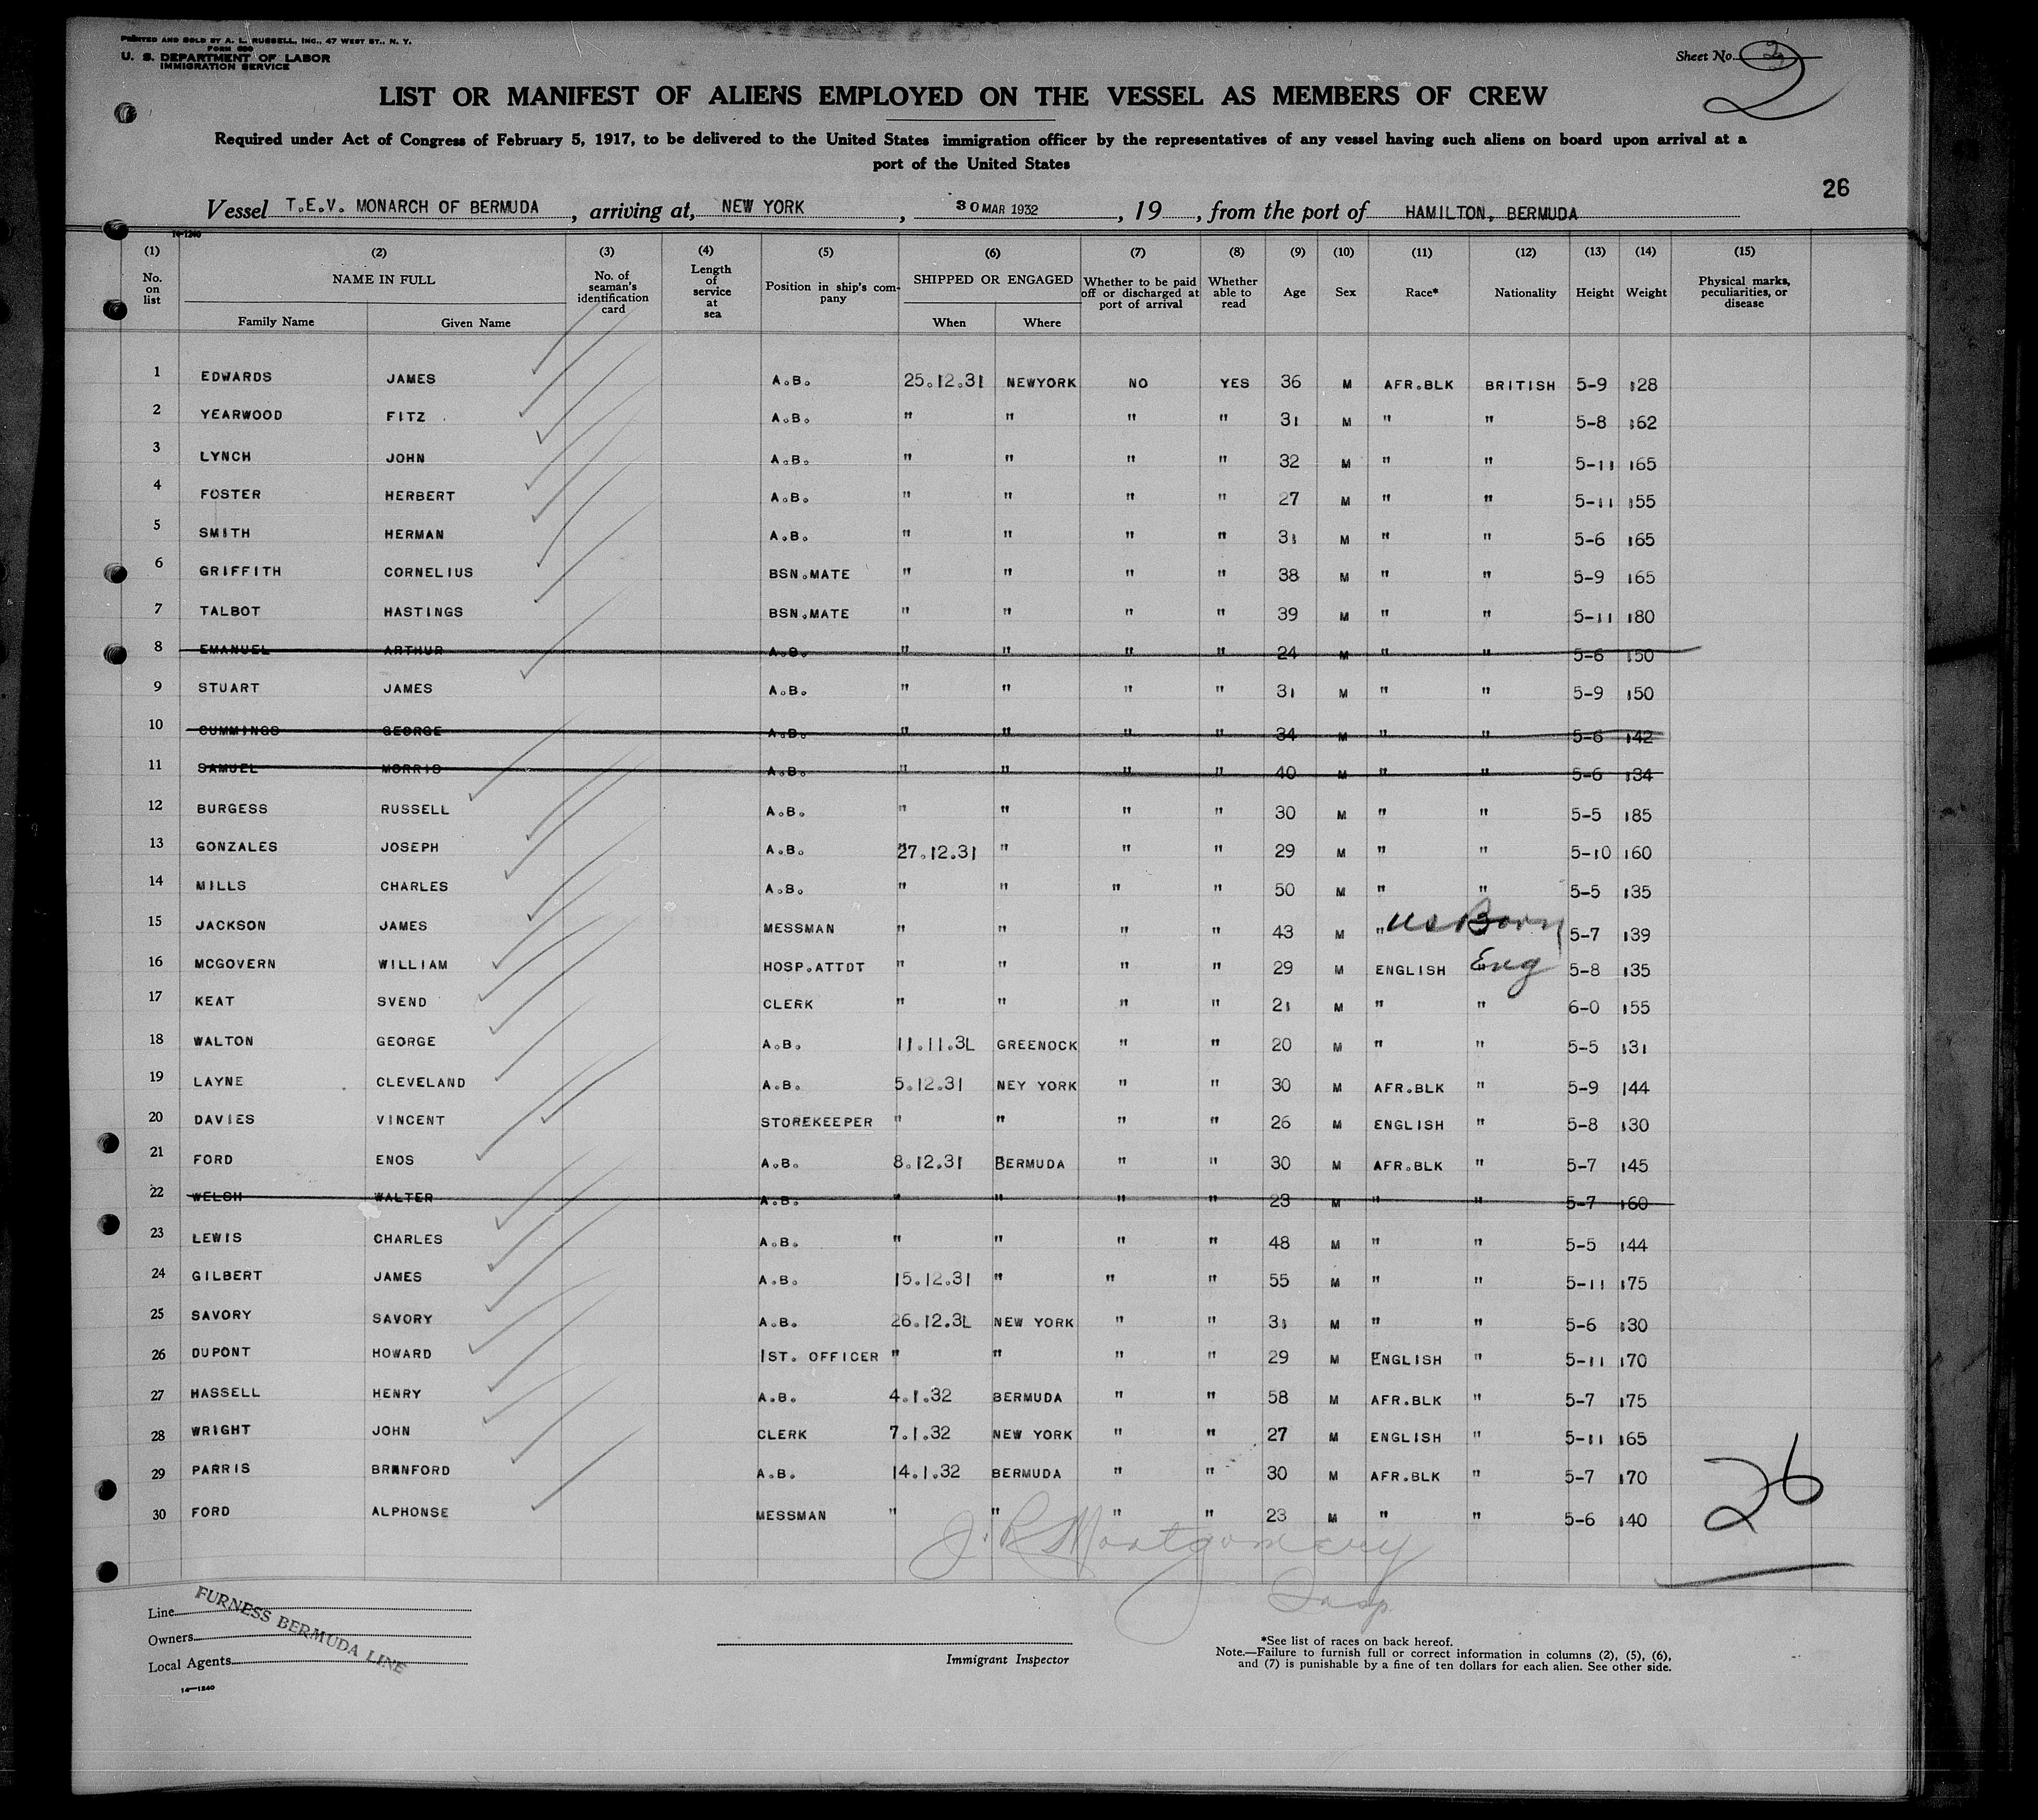 PRINTED AND SOLD BY A. L. RUSSELL, INC., 47 WEST ST., N. Y.
FORM 680
U. S. DEPARTMENT OF LABOR
IMMIGRATION SERVICE
Sheet No. 2
LIST OR MANIFEST OF ALIENS EMPLOYED ON THE VESSEL AS MEMBERS OF CREW
Required under Act of Congress of February 5, 1917, to be delivered to the United States immigration officer by the representatives of any vessel having such aliens on board upon arrival at a
port of the United States
26
Vessel T.E.V. MONARCH OF BERMUDA, arriving at, NEW YORK, 30 MAR 1932, 19, from the port of HAMILTON, BERMUDA
14-1240
(1) (2) (3) (4) (5) (6) (7) (8) (9) (10) (11) (12) (13) (14) (15)
No. on list NAME IN FULL Family Name Given Name No. of seaman's identification card Length of service at sea Position in ship's company SHIPPED OR ENGAGED When Where Whether to be paid off or discharged at port of arrival Whether able to read Age Sex Race* Nationality Height Weight Physical marks, peculiarities, or disease
1 EDWARDS JAMES A.B. 25.12.31 NEWYORK NO YES 36 M AFR.BLK BRITISH 5-9 128
2 YEARWOOD FITZ A.B. " " " " 31 M " " 5-8 162
3 LYNCH JOHN A.B. " " " " 32 M " " 5-11 165
4 FOSTER HERBERT A.B. " " " " 27 M " " 5-11 155
5 SMITH HERMAN A.B. " " " " 31 M " " 5-6 165
6 GRIFFITH CORNELIUS BSN.MATE " " " " 38 M " " 5-9 165
7 TALBOT HASTINGS BSN.MATE " " " " 39 M " " 5-11 180
8 EMANUEL ARTHUR A.B. " " " " 24 M " " 5-6 150
9 STUART JAMES A.B. " " " " 31 M " " 5-9 150
10 CUMMINGS GEORGE A.B. " " " " 34 M " " 5-6 142
11 SAMUEL MORRIS A.B. " " " " 40 M " " 5-6 134
12 BURGESS RUSSELL A.B. " " " " 30 M " " 5-5 185
13 GONZALES JOSEPH A.B. 27.12.31 " " " 29 M " " 5-10 160
14 MILLS CHARLES A.B. " " " " 50 M " " 5-5 135
15 JACKSON JAMES MESSMAN " " " " 43 M " US Born 5-7 139
16 MCGOVERN WILLIAM HOSP.ATTDT " " " " 29 M ENGLISH Eng 5-8 135
17 KEAT SVEND CLERK " " " " 21 M " " 6-0 155
18 WALTON GEORGE A.B. 11.11.3L GREENOCK " " 20 M " " 5-5 131
19 LAYNE CLEVELAND A.B. 5.12.31 NEY YORK " " 30 M AFR.BLK " 5-9 144
20 DAVIES VINCENT STOREKEEPER " " " " 26 M ENGLISH " 5-8 130
21 FORD ENOS A.B. 8.12.31 BERMUDA " " 30 M AFR.BLK " 5-7 145
22 WELSH WALTER A.B. " " " " 23 M " " 5-7 160
23 LEWIS CHARLES A.B. " " " " 48 M " " 5-5 144
24 GILBERT JAMES A.B. 15.12.31 " " " 55 M " " 5-11 175
25 SAVORY SAVORY A.B. 26.12.3L NEW YORK " " 31 M " " 5-6 130
26 DUPONT HOWARD 1ST. OFFICER " " " " 29 M ENGLISH " 5-11 170
27 HASSELL HENRY A.B. 4.1.32 BERMUDA " " 58 M AFR.BLK " 5-7 175
28 WRIGHT JOHN CLERK 7.1.32 NEW YORK " " 27 M ENGLISH " 5-11 165
29 PARRIS BRANFORD A.B. 14.1.32 BERMUDA " " 30 M AFR.BLK " 5-7 170
30 FORD ALPHONSE MESSMAN " " " " 23 M " " 5-6 140
26
J. R. Montgomery
Insp
Line
Owners
Local Agents
FURNESS BERMUDA LINE
14-1240
Immigrant Inspector
*See list of races on back hereof.
Note.—Failure to furnish full or correct information in columns (2), (5), (6),
and (7) is punishable by a fine of ten dollars for each alien. See other side.